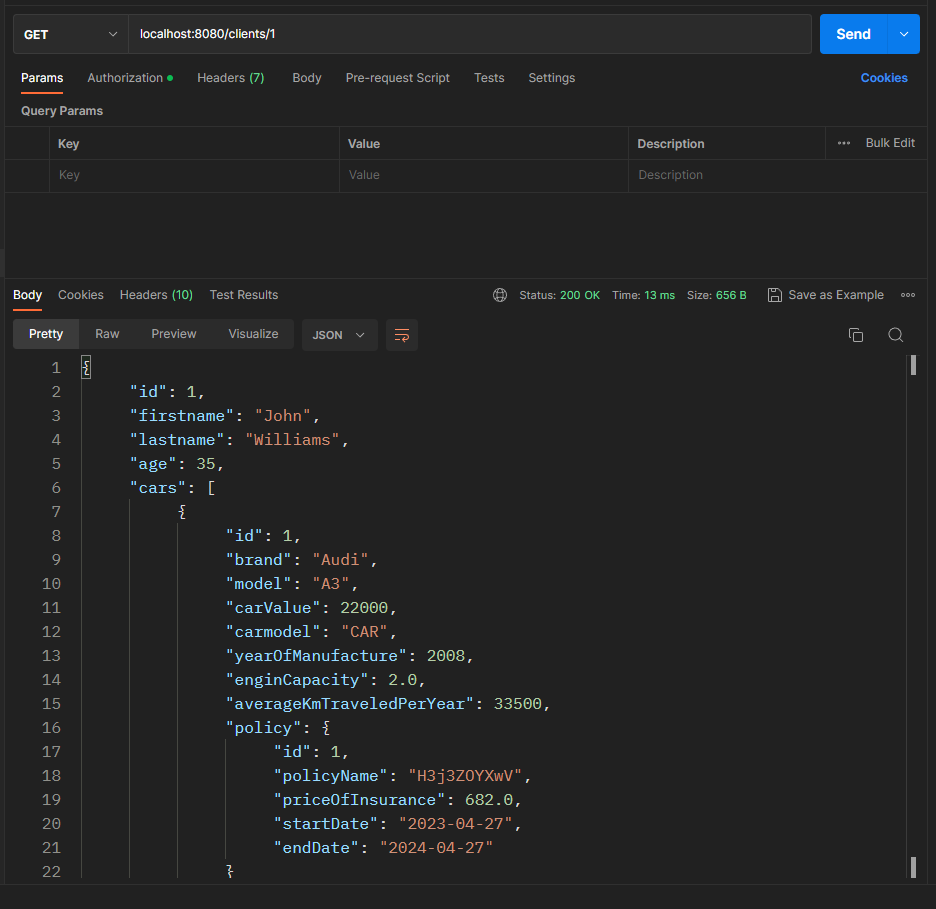 GET localhost:8080/clients/1 Send
Params Authorization Headers (7) Body Pre-request Script Tests Settings Cookies
Query Params
Key Value Description ••• Bulk Edit
Key Value Description
Body Cookies Headers (10) Test Results Status: 200 OK Time: 13 ms Size: 656 B Save as Example
Pretty Raw Preview Visualize JSON
1 {
2 "id": 1,
3 "firstname": "John",
4 "lastname": "Williams",
5 "age": 35,
6 "cars": [
7 {
8 "id": 1,
9 "brand": "Audi",
10 "model": "A3",
11 "carValue": 22000,
12 "carmodel": "CAR",
13 "yearOfManufacture": 2008,
14 "enginCapacity": 2.0,
15 "averageKmTraveledPerYear": 33500,
16 "policy": {
17 "id": 1,
18 "policyName": "H3j3ZOYXwV",
19 "priceOfInsurance": 682.0,
20 "startDate": "2023-04-27",
21 "endDate": "2024-04-27"
22 }